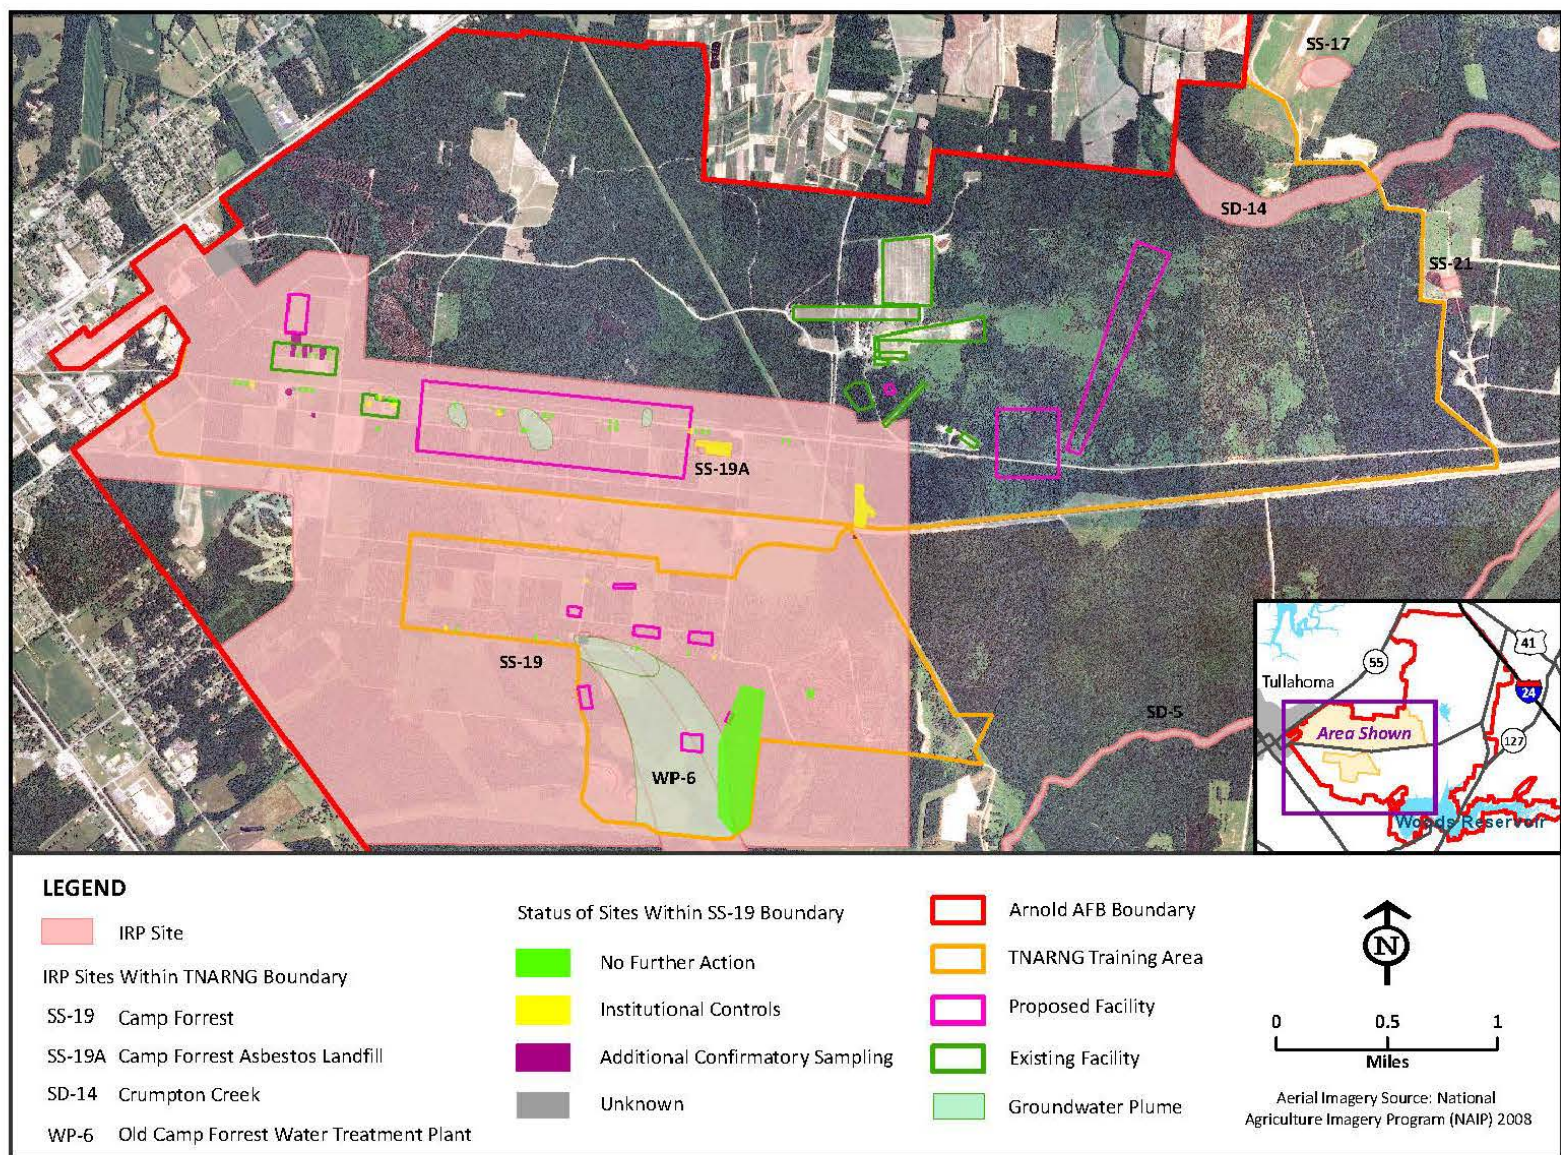 SS-17
SD-14
SS-21
SS-19A
SS-19
WP-6
SD-5
55
41
24
127
Tullahoma
Area Shown
Woods Reservoir
LEGEND
IRP Site
IRP Sites Within TNARNG Boundary
SS-19 Camp Forrest
SS-19A Camp Forrest Asbestos Landfill
SD-14 Crumpton Creek
WP-6 Old Camp Forrest Water Treatment Plant
Status of Sites Within SS-19 Boundary
No Further Action
Institutional Controls
Additional Confirmatory Sampling
Unknown
Arnold AFB Boundary
TNARNG Training Area
Proposed Facility
Existing Facility
Groundwater Plume
N
0 0.5 1
Miles
Aerial Imagery Source: National
Agriculture Imagery Program (NAIP) 2008